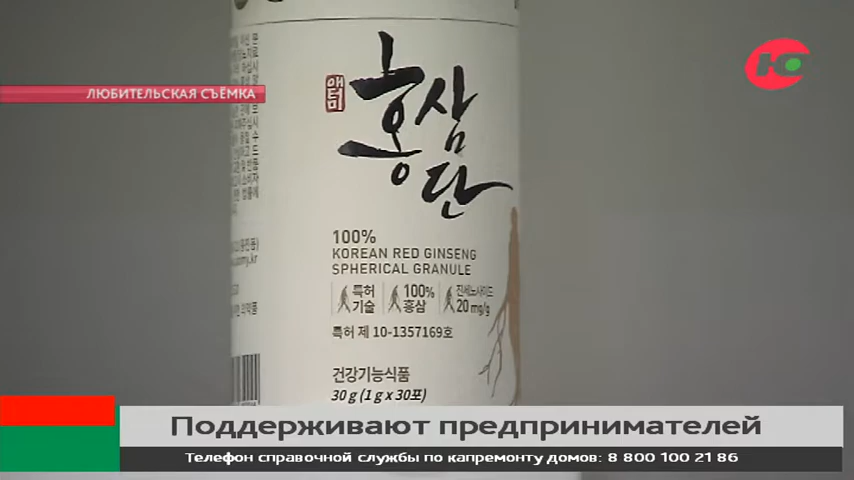 ЛЮБИТЕЛЬСКАЯ СЪЁМКА
Ю
애터미
홍삼단
100%
KOREAN RED GINSENG
SPHERICAL GRANULE
특허 기술
100% 홍삼
진세노사이드 20 mg/g
특허 제 10-1357169호
건강기능식품
30 g (1 g x 30포)
Поддерживают предпринимателей
Телефон справочной службы по капремонту домов: 8 800 100 21 86